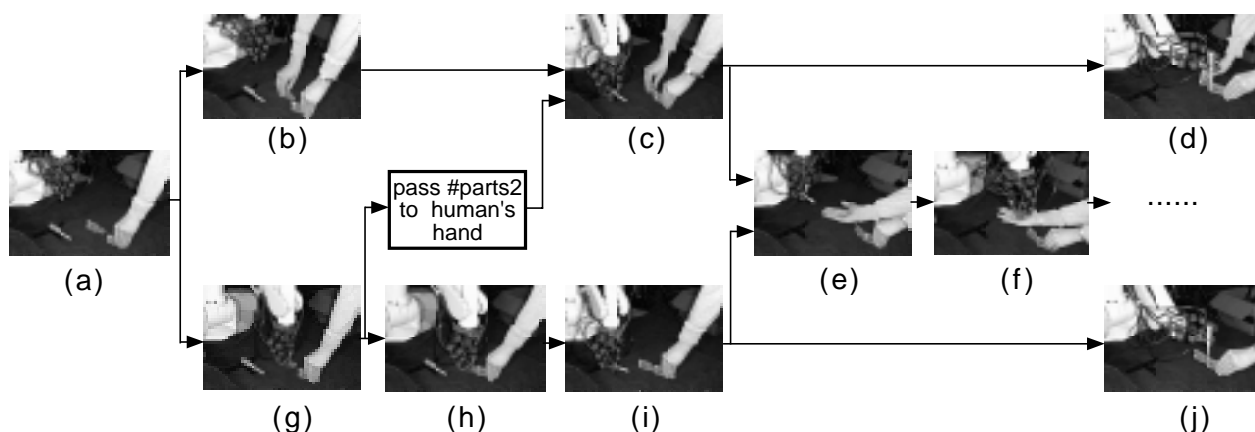 (b)
(c)
(d)
pass #parts2
to human's
hand
......
(a)
(e)
(f)
(g)
(h)
(i)
(j)